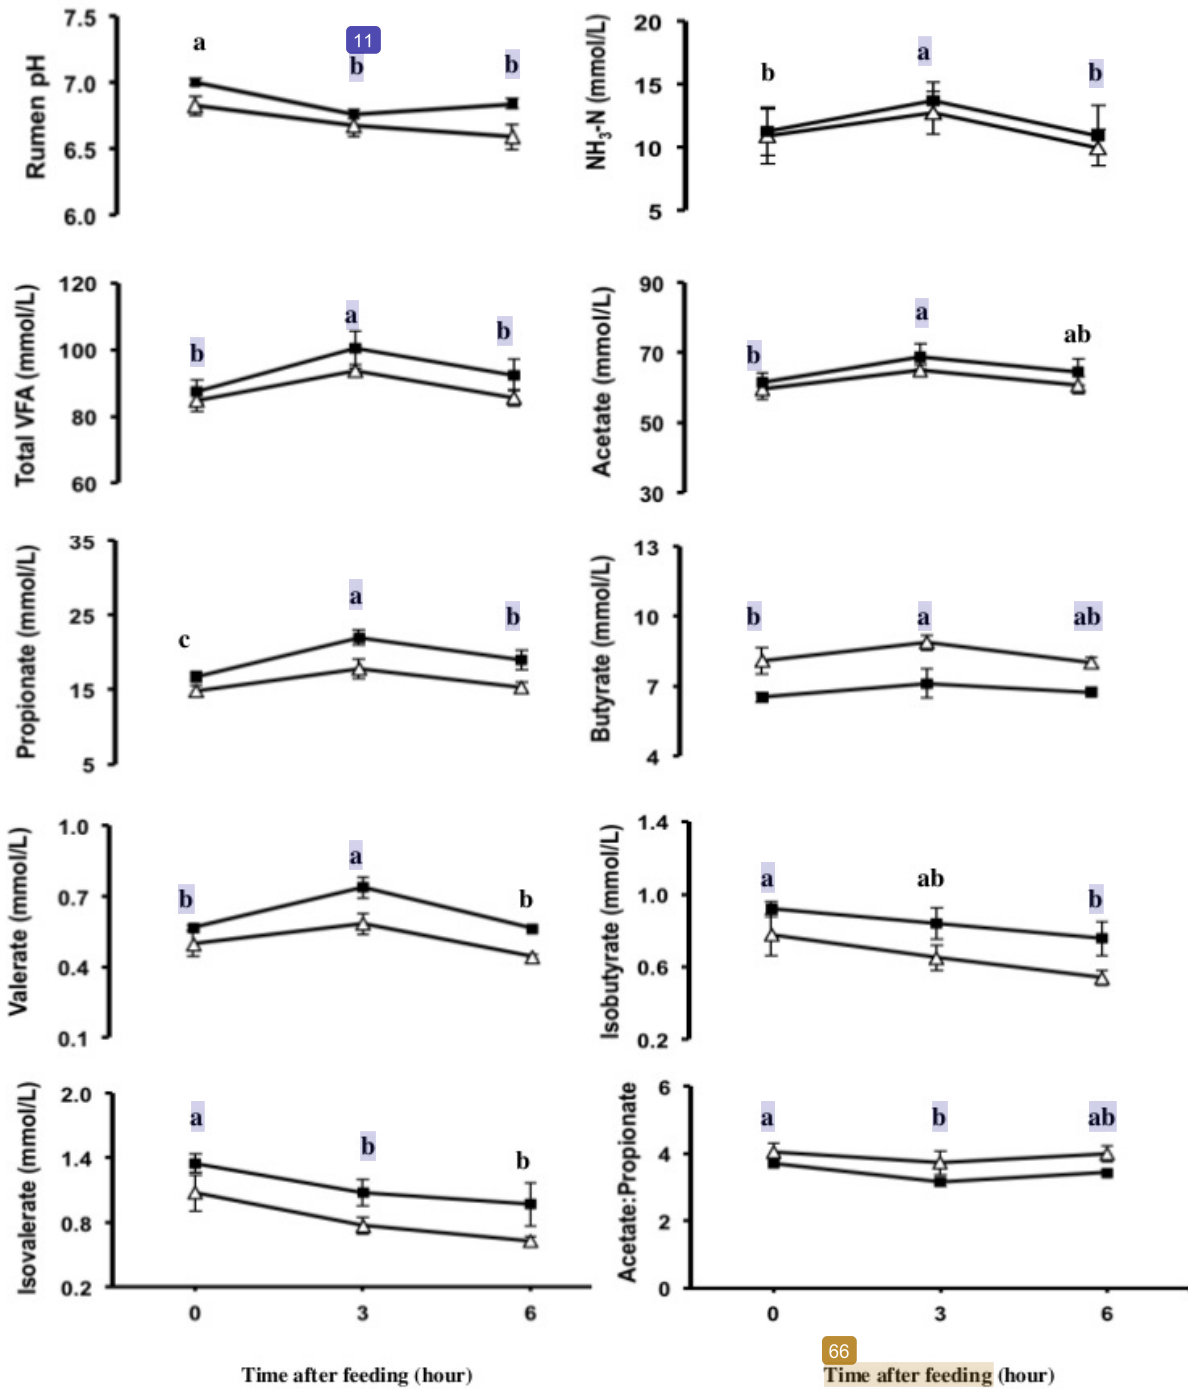 7.5
7.0
6.5
6.0
Rumen pH
a
11
b
b
20
15
10
5
NH3-N (mmol/L)
b
a
b
120
100
80
60
Total VFA (mmol/L)
b
a
b
90
70
50
30
Acetate (mmol/L)
b
a
ab
35
25
15
5
Propionate (mmol/L)
c
a
b
13
10
7
4
Butyrate (mmol/L)
b
a
ab
1.0
0.7
0.4
0.1
Valerate (mmol/L)
b
a
b
1.4
1.0
0.6
0.2
Isobutyrate (mmol/L)
a
ab
b
2.0
1.4
0.8
0.2
Isovalerate (mmol/L)
a
b
b
0 3 6
Time after feeding (hour)
6
4
2
0
Acetate:Propionate
a
b
ab
0 3 6
66
Time after feeding (hour)